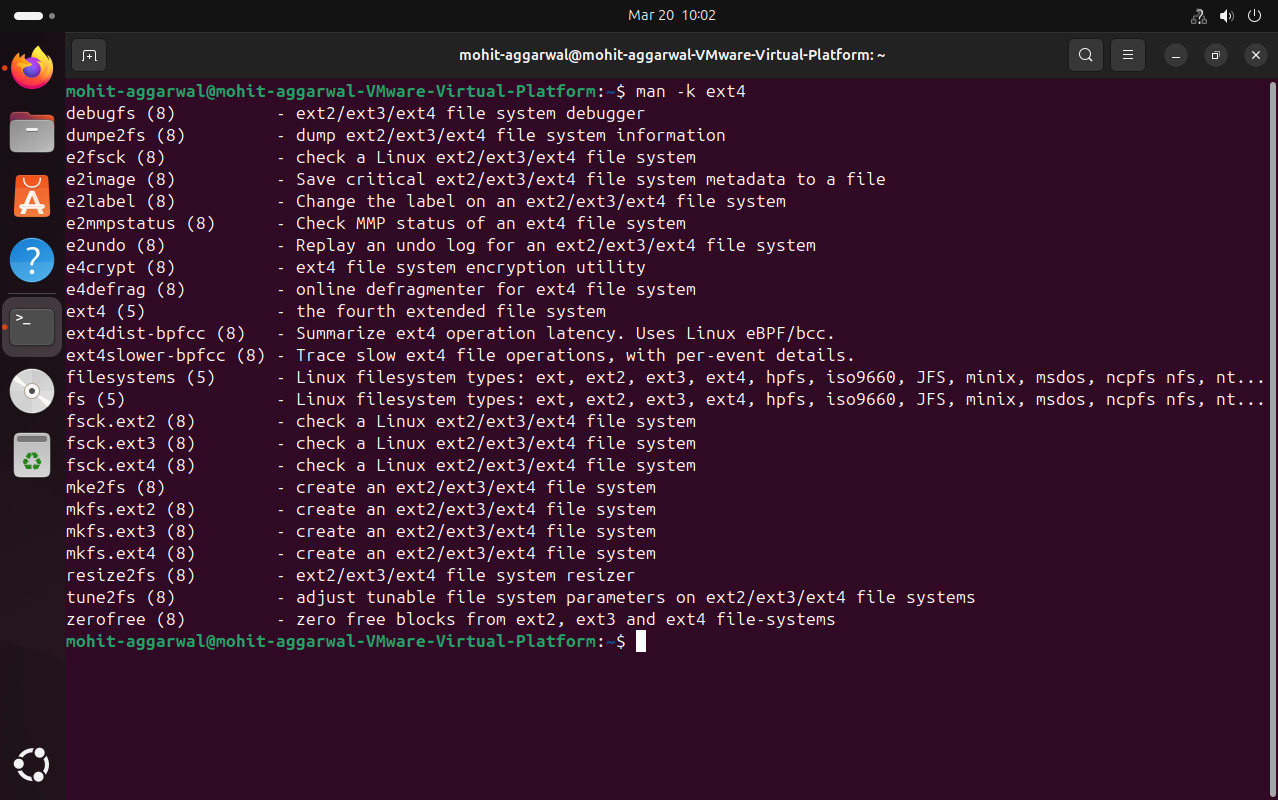 Mar 20 10:02
mohit-aggarwal@mohit-aggarwal-VMware-Virtual-Platform: ~
mohit-aggarwal@mohit-aggarwal-VMware-Virtual-Platform:~$ man -k ext4
debugfs (8)          - ext2/ext3/ext4 file system debugger
dumpe2fs (8)         - dump ext2/ext3/ext4 file system information
e2fsck (8)           - check a Linux ext2/ext3/ext4 file system
e2image (8)          - Save critical ext2/ext3/ext4 file system metadata to a file
e2label (8)          - Change the label on an ext2/ext3/ext4 file system
e2mmpstatus (8)      - Check MMP status of an ext4 file system
e2undo (8)           - Replay an undo log for an ext2/ext3/ext4 file system
e4crypt (8)          - ext4 file system encryption utility
e4defrag (8)         - online defragmenter for ext4 file system
ext4 (5)             - the fourth extended file system
ext4dist-bpfcc (8)   - Summarize ext4 operation latency. Uses Linux eBPF/bcc.
ext4slower-bpfcc (8) - Trace slow ext4 file operations, with per-event details.
filesystems (5)      - Linux filesystem types: ext, ext2, ext3, ext4, hpfs, iso9660, JFS, minix, msdos, ncpfs nfs, nt...
fs (5)               - Linux filesystem types: ext, ext2, ext3, ext4, hpfs, iso9660, JFS, minix, msdos, ncpfs nfs, nt...
fsck.ext2 (8)        - check a Linux ext2/ext3/ext4 file system
fsck.ext3 (8)        - check a Linux ext2/ext3/ext4 file system
fsck.ext4 (8)        - check a Linux ext2/ext3/ext4 file system
mke2fs (8)           - create an ext2/ext3/ext4 file system
mkfs.ext2 (8)        - create an ext2/ext3/ext4 file system
mkfs.ext3 (8)        - create an ext2/ext3/ext4 file system
mkfs.ext4 (8)        - create an ext2/ext3/ext4 file system
resize2fs (8)        - ext2/ext3/ext4 file system resizer
tune2fs (8)          - adjust tunable file system parameters on ext2/ext3/ext4 file systems
zerofree (8)         - zero free blocks from ext2, ext3 and ext4 file-systems
mohit-aggarwal@mohit-aggarwal-VMware-Virtual-Platform:~$